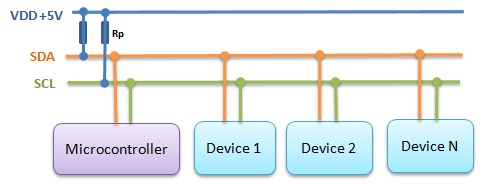 VDD+5V
Rp
SDA
SCL
Microcontroller
Device 1
Device 2
Device N